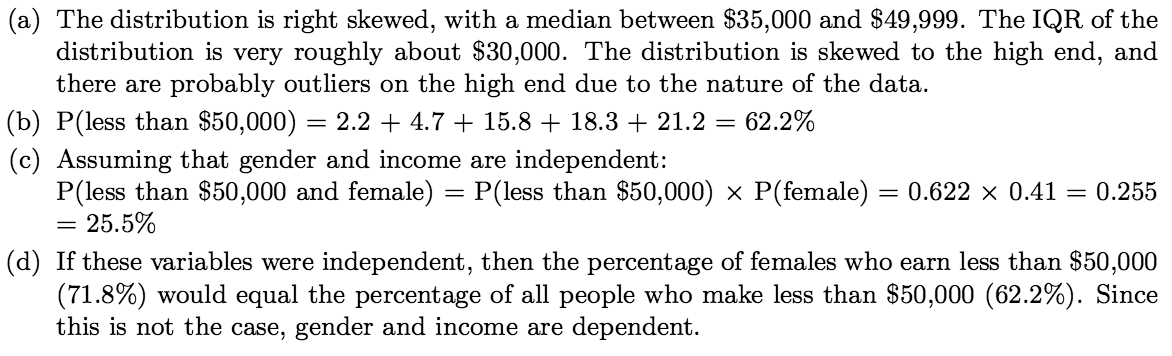 (a) The distribution is right skewed, with a median between $35,000 and $49,999. The IQR of the
distribution is very roughly about $30,000. The distribution is skewed to the high end, and
there are probably outliers on the high end due to the nature of the data.
(b) P(less than $50,000) = 2.2 + 4.7 + 15.8 + 18.3 + 21.2 = 62.2%
(c) Assuming that gender and income are independent:
P(less than $50,000 and female) = P(less than $50,000) × P(female) = 0.622 × 0.41 = 0.255
= 25.5%
(d) If these variables were independent, then the percentage of females who earn less than $50,000
(71.8%) would equal the percentage of all people who make less than $50,000 (62.2%). Since
this is not the case, gender and income are dependent.